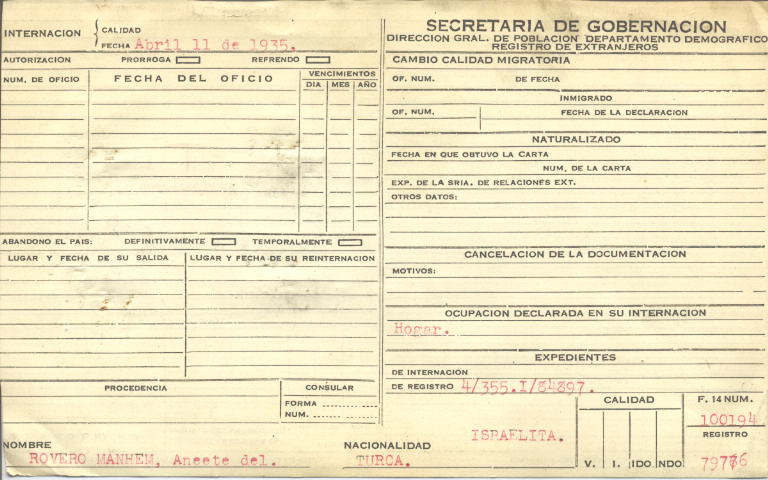 INTERNACION { CALIDAD
FECHA Abril 11 de 1935.
AUTORIZACION PRORROGA REFRENDO
NUM. DE OFICIO FECHA DEL OFICIO VENCIMIENTOS
DIA MES AÑO
ABANDONO EL PAIS: DEFINITIVAMENTE TEMPORALMENTE
LUGAR Y FECHA DE SU SALIDA LUGAR Y FECHA DE SU REINTERNACION
PROCEDENCIA CONSULAR
FORMA
NUM.
SECRETARIA DE GOBERNACION
DIRECCION GRAL. DE POBLACION DEPARTAMENTO DEMOGRAFICO
REGISTRO DE EXTRANJEROS
CAMBIO CALIDAD MIGRATORIA
OF. NUM. DE FECHA
INMIGRADO
OF. NUM. FECHA DE LA DECLARACION
NATURALIZADO
FECHA EN QUE OBTUVO LA CARTA
NUM, DE LA CARTA
EXP. DE LA SRIA. DE RELACIONES EXT.
OTROS DATOS:
CANCELACION DE LA DOCUMENTACION
MOTIVOS:
OCUPACION DECLARADA EN SU INTERNACION
Hogar.
EXPEDIENTES
DE INTERNACION
DE REGISTRO 4/355.I/84897.
CALIDAD F. 14 NUM.
100194
REGISTRO
ISRAELITA.
NOMBRE NACIONALIDAD
ROVERO MANHEM, Aneete del. TURCA. V. I. IDO NDO